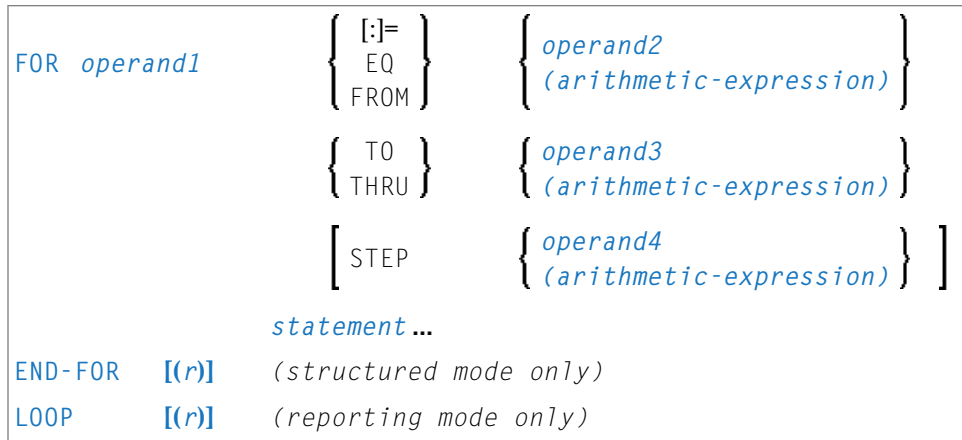 [:]=
FOR operand1 EQ operand2
FROM (arithmetic-expression)
TO operand3
THRU (arithmetic-expression)
[ STEP operand4 ]
(arithmetic-expression)
statement ...
END-FOR [(r)] (structured mode only)
LOOP [(r)] (reporting mode only)